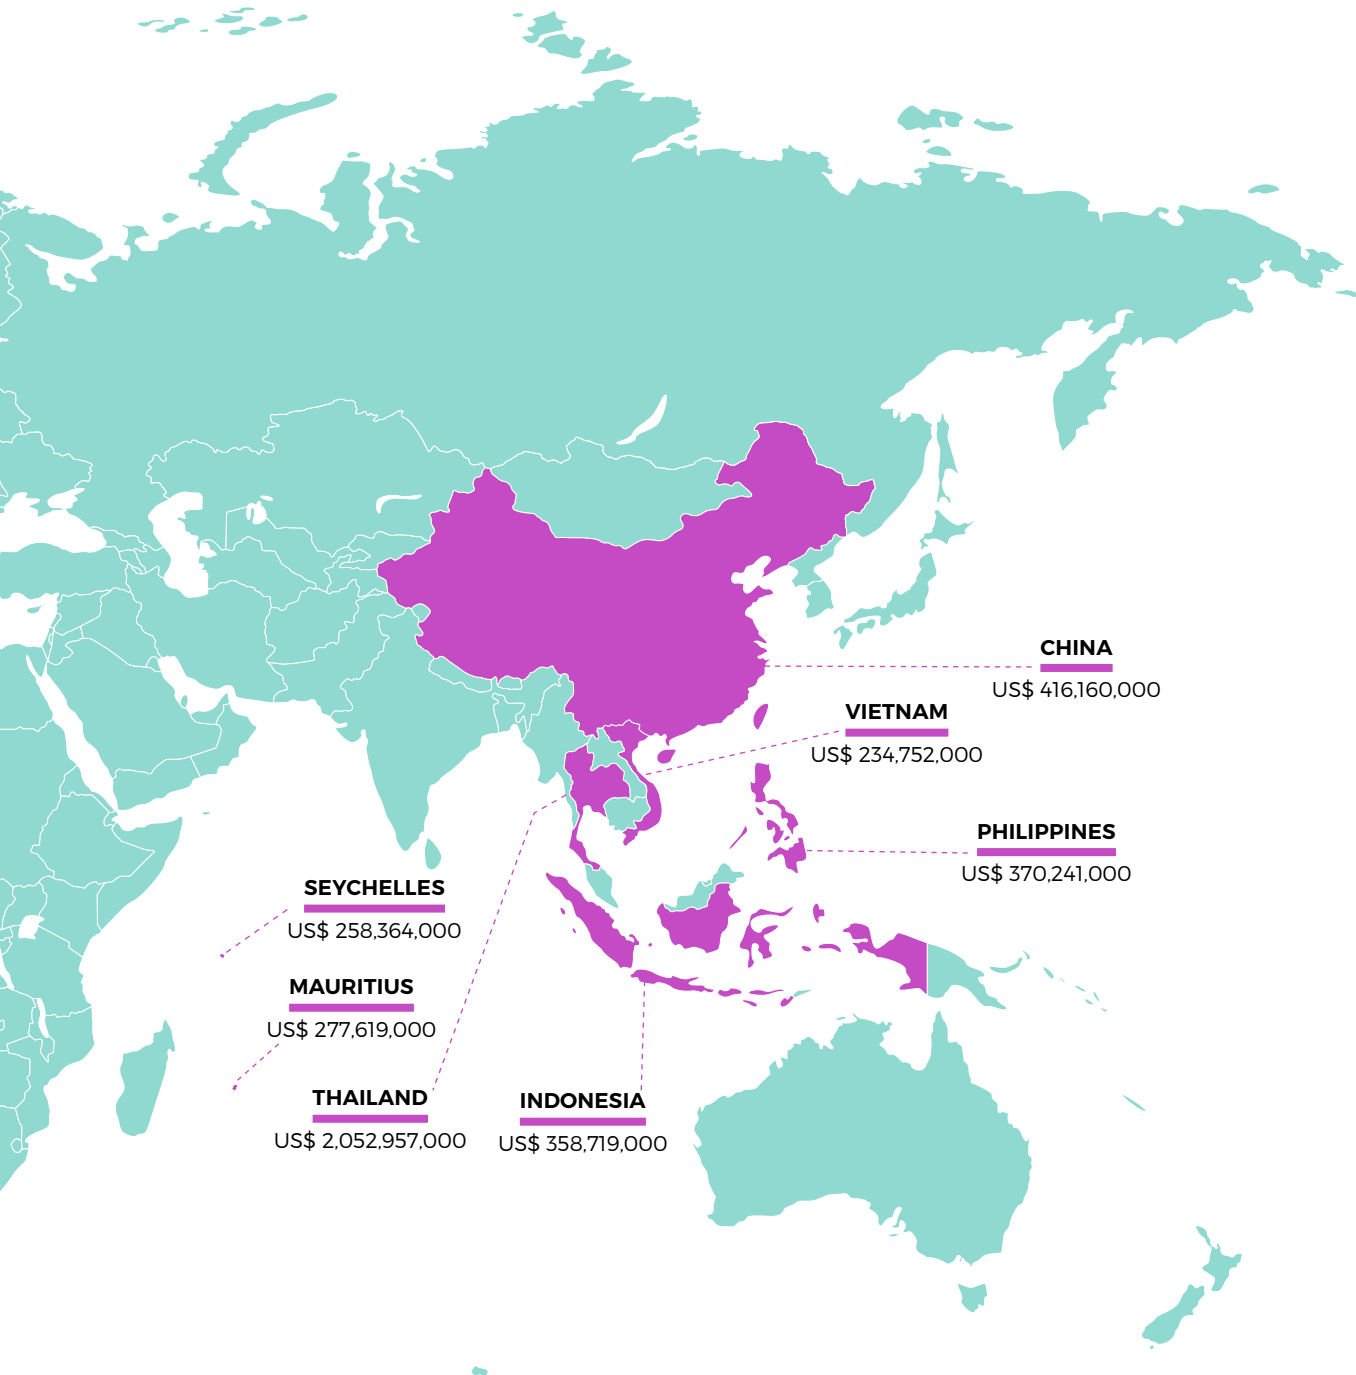 CHINA
US$ 416,160,000
VIETNAM
US$ 234,752,000
PHILIPPINES
US$ 370,241,000
SEYCHELLES
US$ 258,364,000
MAURITIUS
US$ 277,619,000
THAILAND
US$ 2,052,957,000
INDONESIA
US$ 358,719,000